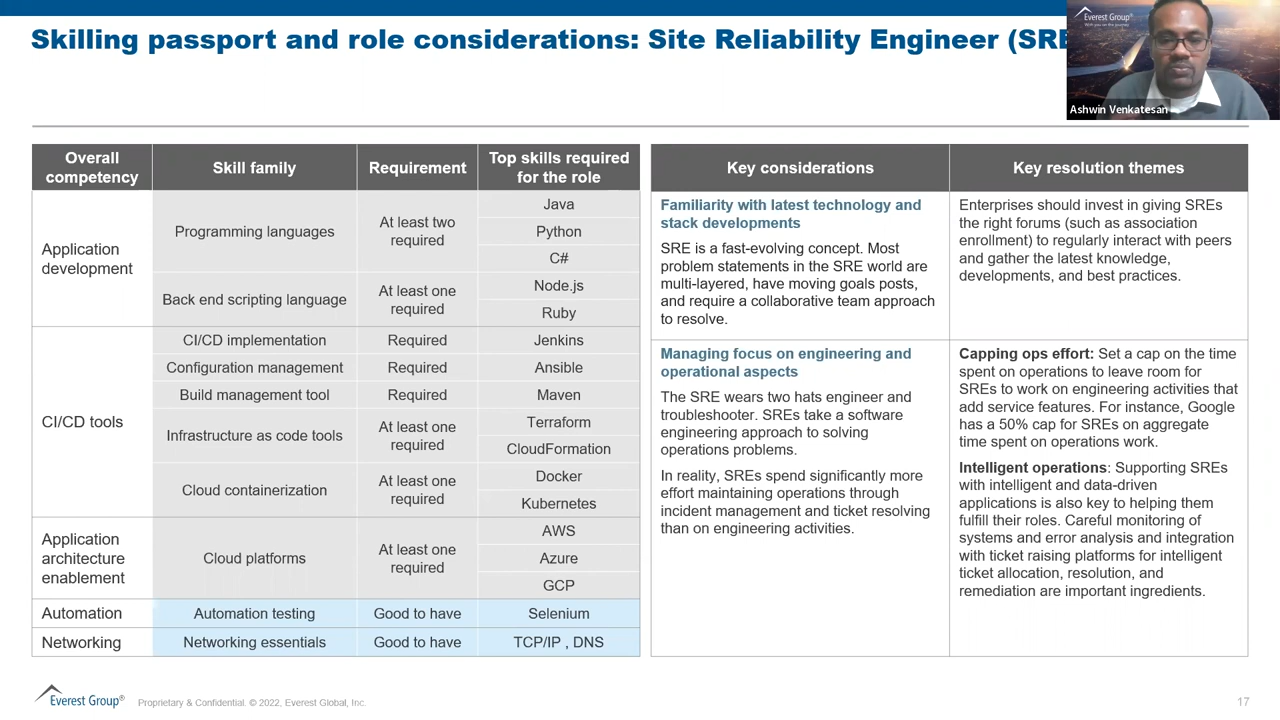 Skilling passport and role considerations: Site Reliability Engineer (SRE
Everest Group®
With you on the journey
Ashwin Venkatesan
Overall
competency
Skill family
Requirement
Top skills required
for the role
Application
development
Programming languages
At least two
required
Java
Python
C#
Back end scripting language
At least one
required
Node.js
Ruby
CI/CD tools
CI/CD implementation
Required
Jenkins
Configuration management
Required
Ansible
Build management tool
Required
Maven
Infrastructure as code tools
At least one
required
Terraform
CloudFormation
Cloud containerization
At least one
required
Docker
Kubernetes
Application
architecture
enablement
Cloud platforms
At least one
required
AWS
Azure
GCP
Automation
Automation testing
Good to have
Selenium
Networking
Networking essentials
Good to have
TCP/IP , DNS
Key considerations
Key resolution themes
Familiarity with latest technology and
stack developments
SRE is a fast-evolving concept. Most
problem statements in the SRE world are
multi-layered, have moving goals posts,
and require a collaborative team approach
to resolve.
Enterprises should invest in giving SREs
the right forums (such as association
enrollment) to regularly interact with peers
and gather the latest knowledge,
developments, and best practices.
Managing focus on engineering and
operational aspects
The SRE wears two hats engineer and
troubleshooter. SREs take a software
engineering approach to solving
operations problems.
In reality, SREs spend significantly more
effort maintaining operations through
incident management and ticket resolving
than on engineering activities.
Capping ops effort: Set a cap on the time
spent on operations to leave room for
SREs to work on engineering activities that
add service features. For instance, Google
has a 50% cap for SREs on aggregate
time spent on operations work.
Intelligent operations: Supporting SREs
with intelligent and data-driven
applications is also key to helping them
fulfill their roles. Careful monitoring of
systems and error analysis and integration
with ticket raising platforms for intelligent
ticket allocation, resolution, and
remediation are important ingredients.
Everest Group®
Proprietary & Confidential. © 2022, Everest Global, Inc.
17